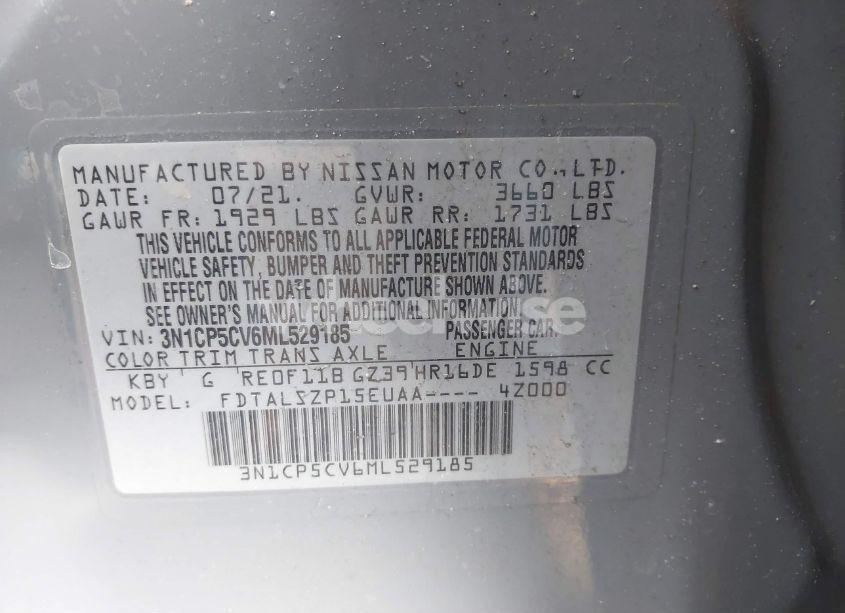 MANUFACTURED BY NISSAN MOTOR CO., LTD.
DATE: 07/21. GVWR: 3660 LBS
GAWR FR: 1929 LBS GAWR RR: 1731 LBS
THIS VEHICLE CONFORMS TO ALL APPLICABLE FEDERAL MOTOR
VEHICLE SAFETY, BUMPER AND THEFT PREVENTION STANDARDS
IN EFFECT ON THE DATE OF MANUFACTURE SHOWN ABOVE.
SEE OWNER'S MANUAL FOR ADDITIONAL INFORMATION.
VIN: 3N1CP5CV6ML529185 PASSENGER CAR.
COLOR TRIM TRANS AXLE ENGINE
KBY G RE0F11B GZ39 HR16DE 1598 CC
MODEL: FDTALSZP15EUAA---- 4Z000
3N1CP5CV6ML529185